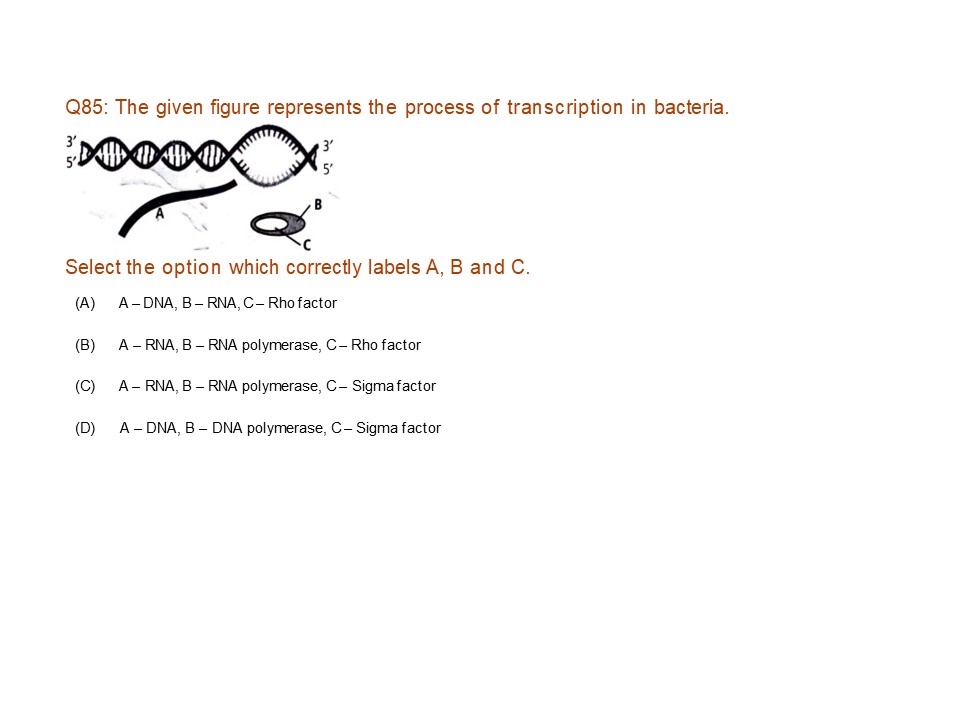 Q85: The given figure represents the process of transcription in bacteria.
3′ 3′
5′ 5′
A
B
C
Select the option which correctly labels A, B and C.
(A) A – DNA, B – RNA, C – Rho factor
(B) A – RNA, B – RNA polymerase, C – Rho factor
(C) A – RNA, B – RNA polymerase, C – Sigma factor
(D) A – DNA, B – DNA polymerase, C – Sigma factor